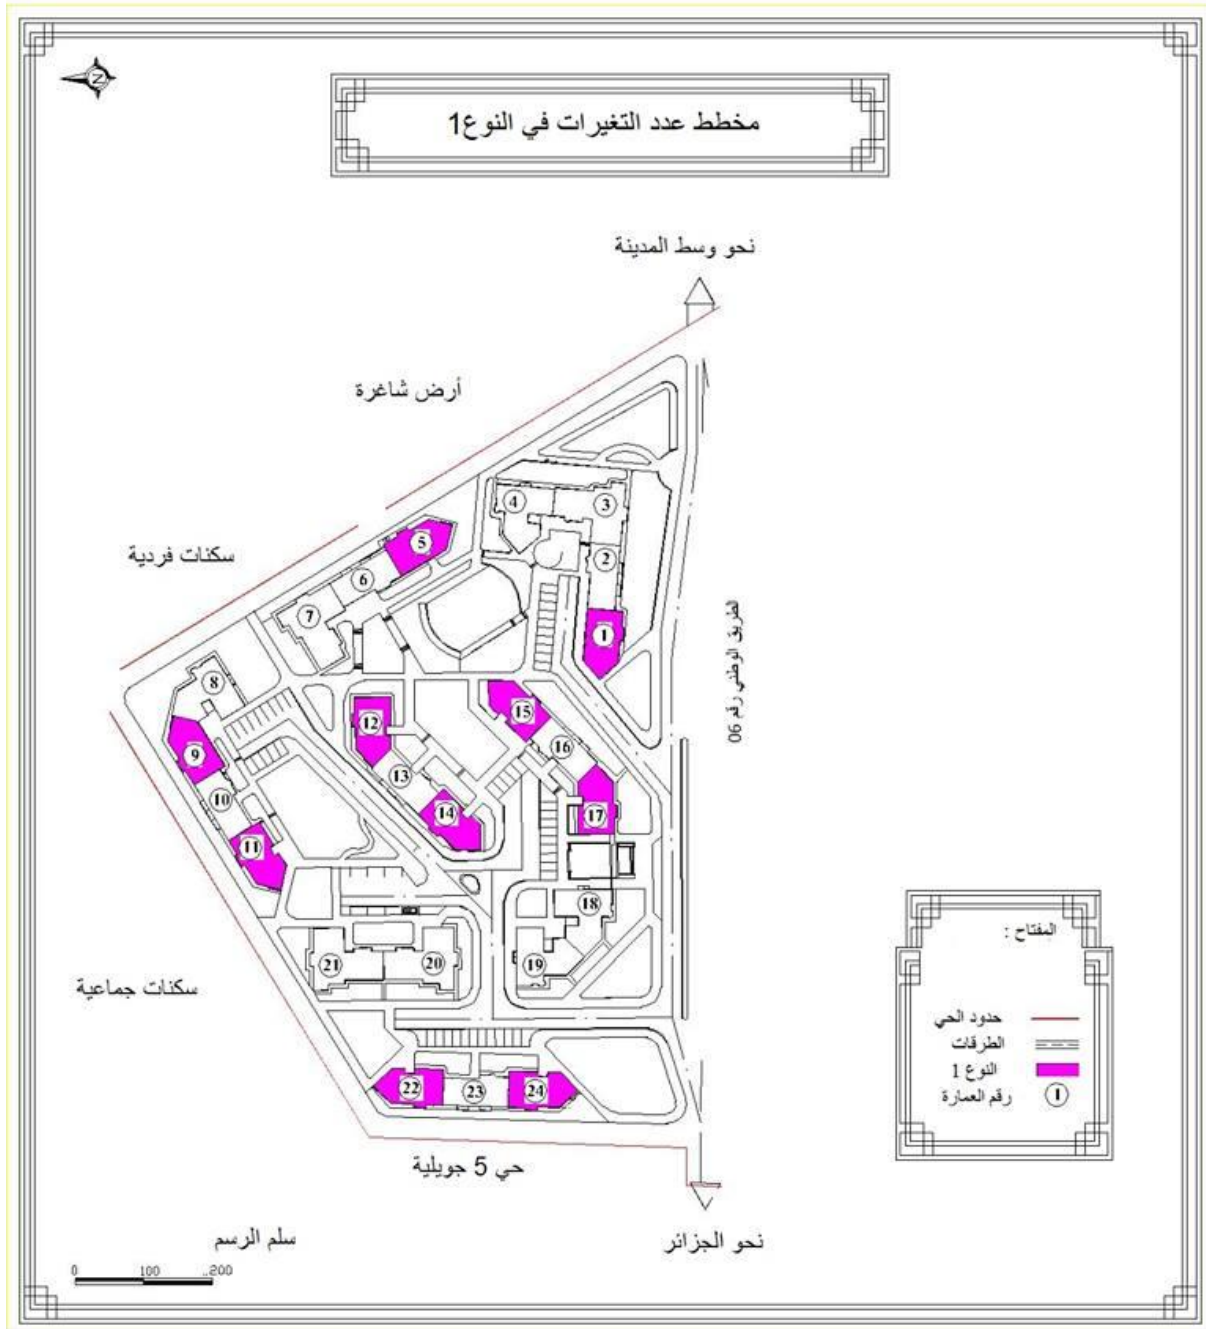 N
مخطط عدد التغيرات في النوع1
نحو وسط المدينة
أرض شاغرة
سكنات فردية
4
3
5
2
6
7
1
الطريق الوطني رقم 06
8
15
12
16
9
13
10
14
17
11
18
21
20
19
المفتاح :
سكنات جماعية
حدود الحي
الطرقات
النوع 1
رقم العمارة
1
22
23
24
حي 5 جويلية
نحو الجزائر
سلم الرسم
0 100 ..200